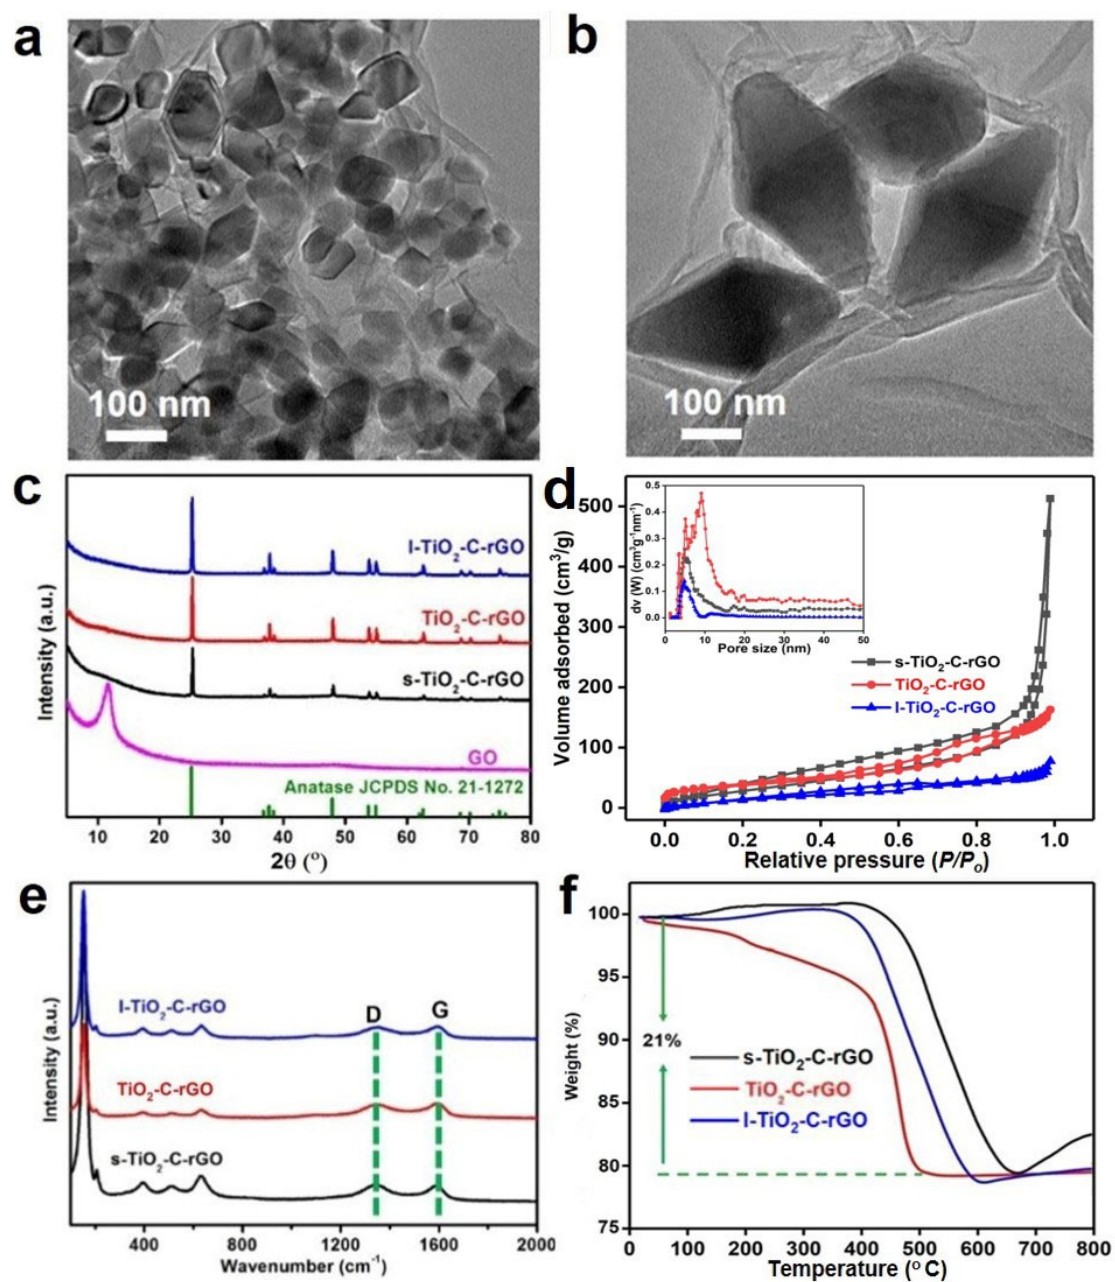 a
100 nm
b
100 nm
c
Intensity (a.u.)
l-TiO2-C-rGO
TiO2-C-rGO
s-TiO2-C-rGO
GO
Anatase JCPDS No. 21-1272
10 20 30 40 50 60 70 80
2θ (°)
d
Volume adsorbed (cm³/g)
500
400
300
200
100
0
dv (W) (cm³g⁻¹nm⁻¹)
0.5
0.4
0.3
0.2
0.1
0.0
0 10 20 30 40 50
Pore size (nm)
s-TiO2-C-rGO
TiO2-C-rGO
l-TiO2-C-rGO
0.0 0.2 0.4 0.6 0.8 1.0
Relative pressure (P/Po)
e
Intensity (a.u.)
D G
l-TiO2-C-rGO
TiO2-C-rGO
s-TiO2-C-rGO
400 800 1200 1600 2000
Wavenumber (cm⁻¹)
f
Weight (%)
100
95
90
85
80
75
21%
s-TiO2-C-rGO
TiO2-C-rGO
l-TiO2-C-rGO
0 100 200 300 400 500 600 700 800
Temperature (° C)